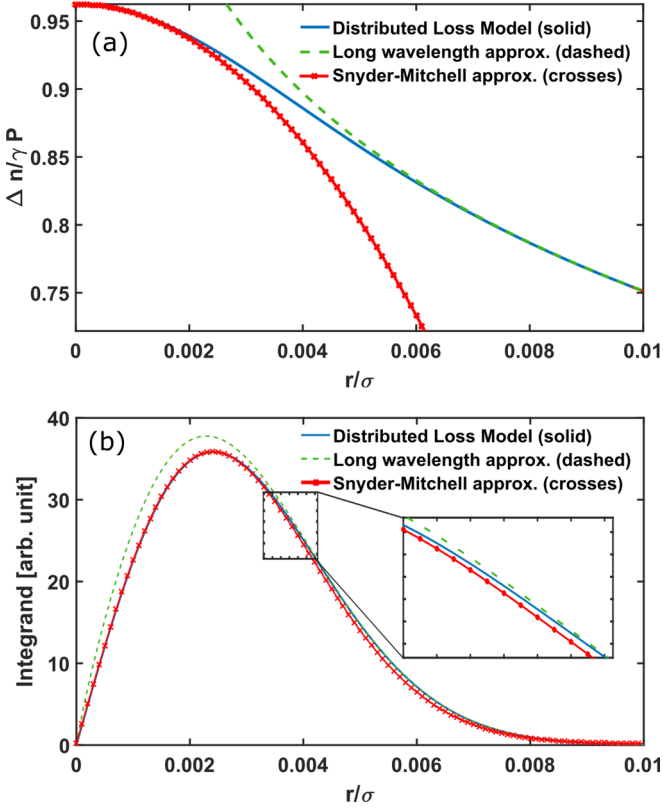 (a)
Distributed Loss Model (solid)
Long wavelength approx. (dashed)
Snyder-Mitchell approx. (crosses)
Δ n/γ P
0.95
0.9
0.85
0.8
0.75
0 0.002 0.004 0.006 0.008 0.01
r/σ
(b)
Distributed Loss Model (solid)
Long wavelength approx. (dashed)
Snyder-Mitchell approx. (crosses)
Integrand [arb. unit]
40
30
20
10
0
0 0.002 0.004 0.006 0.008 0.01
r/σ